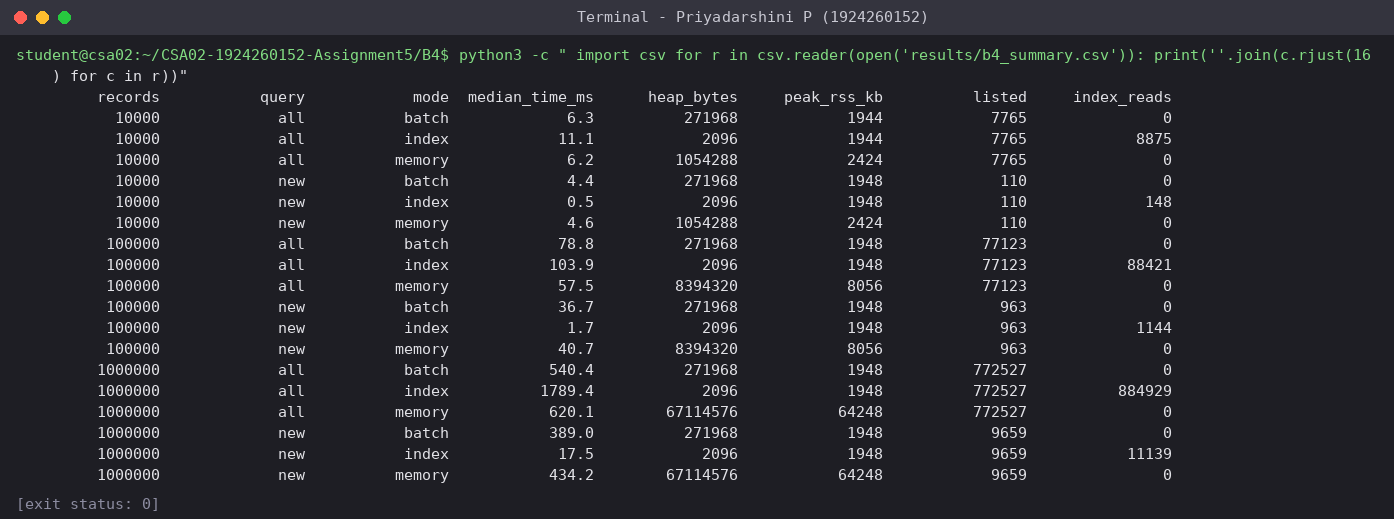 Terminal - Priyadarshini P (1924260152)
student@csa02:~/CSA02-1924260152-Assignment5/B4$ python3 -c " import csv for r in csv.reader(open('results/b4_summary.csv')): print(''.join(c.rjust(16
) for c in r))"
records query mode median_time_ms heap_bytes peak_rss_kb listed index_reads
10000 all batch 6.3 271968 1944 7765 0
10000 all index 11.1 2096 1944 7765 8875
10000 all memory 6.2 1054288 2424 7765 0
10000 new batch 4.4 271968 1948 110 0
10000 new index 0.5 2096 1948 110 148
10000 new memory 4.6 1054288 2424 110 0
100000 all batch 78.8 271968 1948 77123 0
100000 all index 103.9 2096 1948 77123 88421
100000 all memory 57.5 8394320 8056 77123 0
100000 new batch 36.7 271968 1948 963 0
100000 new index 1.7 2096 1948 963 1144
100000 new memory 40.7 8394320 8056 963 0
1000000 all batch 540.4 271968 1948 772527 0
1000000 all index 1789.4 2096 1948 772527 884929
1000000 all memory 620.1 67114576 64248 772527 0
1000000 new batch 389.0 271968 1948 9659 0
1000000 new index 17.5 2096 1948 9659 11139
1000000 new memory 434.2 67114576 64248 9659 0
[exit status: 0]